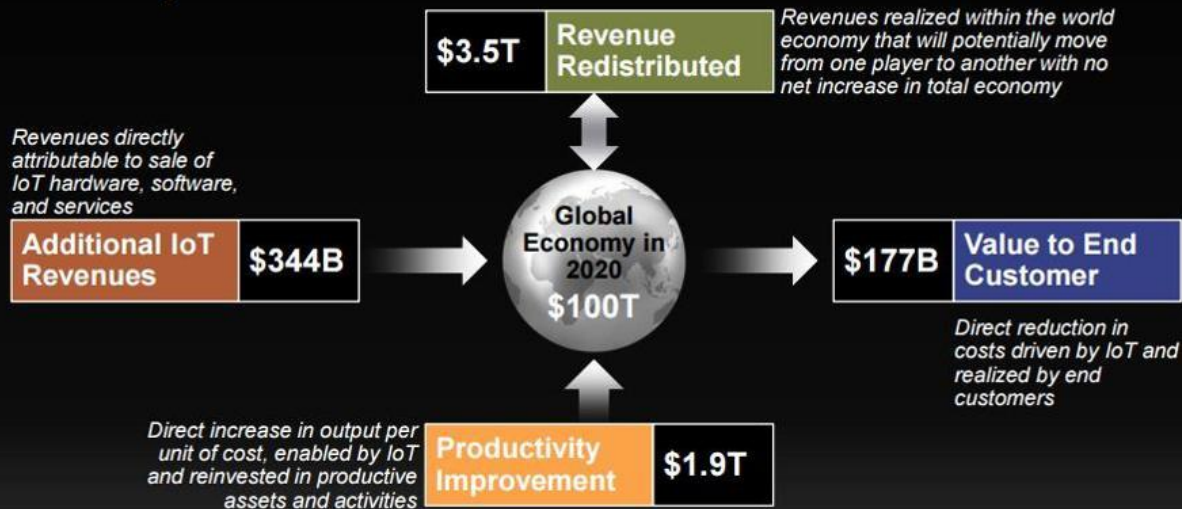 $3.5T
Revenue
Redistributed
Revenues realized within the world
economy that will potentially move
from one player to another with no
net increase in total economy
Revenues directly
attributable to sale of
IoT hardware, software,
and services
Additional IoT
Revenues
$344B
Global
Economy in
2020
$100T
$177B
Value to End
Customer
Direct reduction in
costs driven by IoT and
realized by end
customers
Direct increase in output per
unit of cost, enabled by IoT
and reinvested in productive
assets and activities
Productivity
Improvement
$1.9T